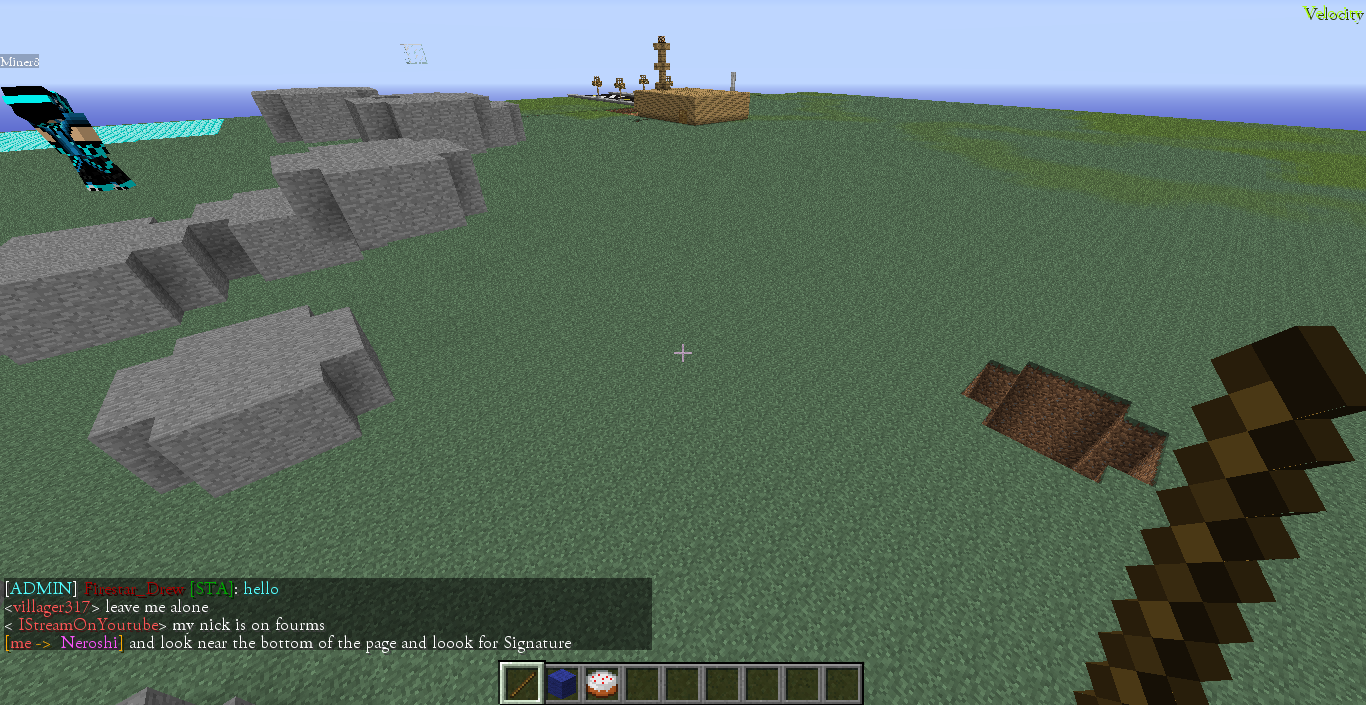 Velocity
Miner8
[ADMIN] Firestar_Drew [STA]: hello
<villager317> leave me alone
< IStreamOnYoutube> my nick is on fourms
[me -> Neroshi] and look near the bottom of the page and loook for Signature